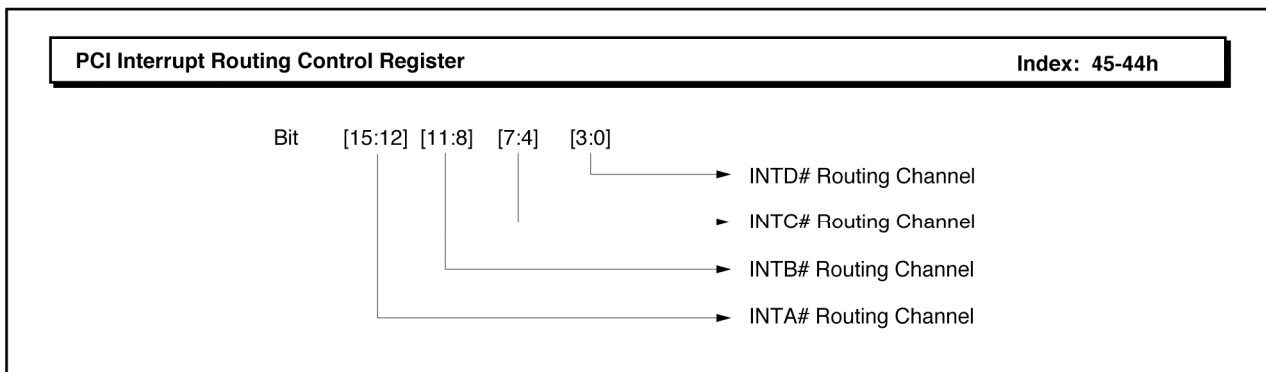 PCI Interrupt Routing Control Register Index: 45-44h
Bit [15:12] [11:8] [7:4] [3:0]
INTD# Routing Channel
INTC# Routing Channel
INTB# Routing Channel
INTA# Routing Channel